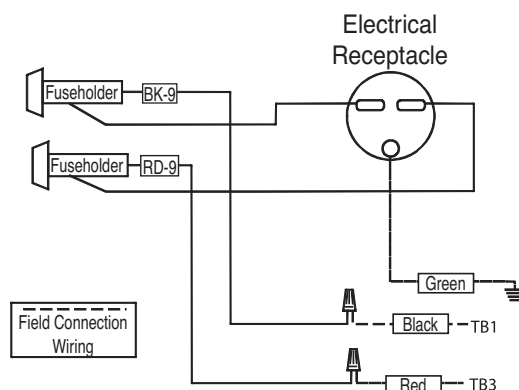 Electrical
Receptacle
Fuseholder
BK-9
Fuseholder
RD-9
Green
Field Connection
Wiring
Black
TB1
Red
TB3